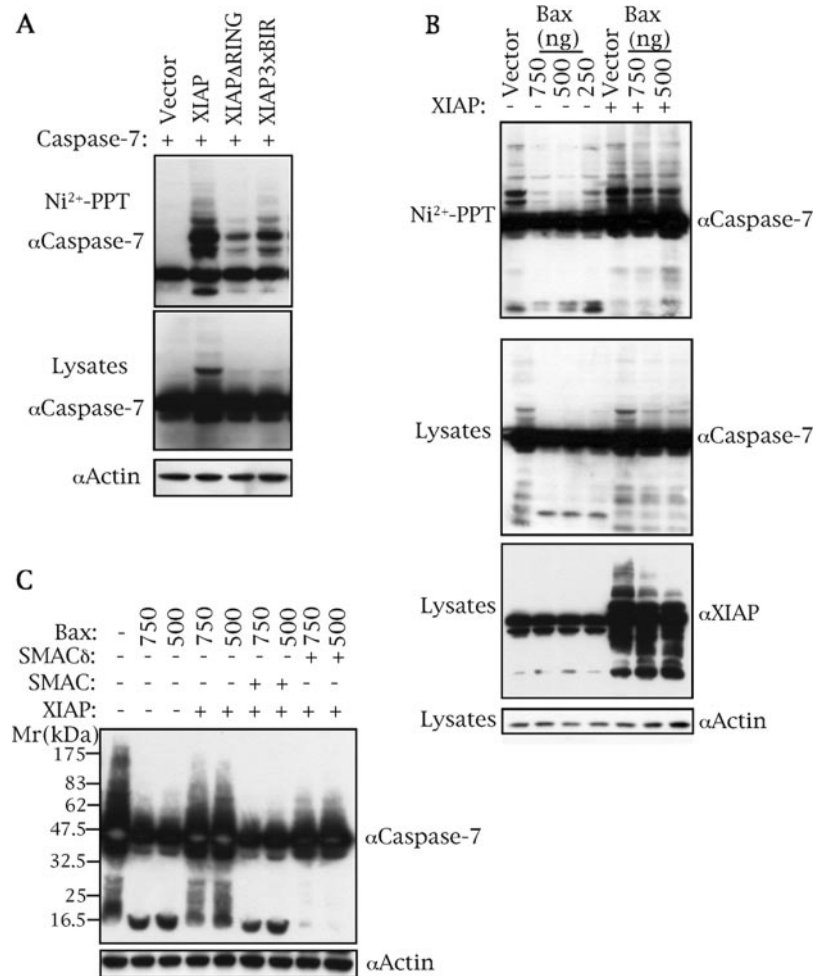 A
Vector
XIAP
XIAPΔRING
XIAP3xBIR
Caspase-7: + + + +
Ni²⁺-PPT
αCaspase-7
Lysates
αCaspase-7
αActin
B
Bax Bax
(ng) (ng)
Vector 750 500 250 Vector 750 500
XIAP: - - - - + + +
Ni²⁺-PPT αCaspase-7
Lysates αCaspase-7
Lysates αXIAP
Lysates αActin
C
Bax: - 750 500 750 500 750 500 750 500
SMACδ: - - - - - - - + +
SMAC: - - - - - + + - -
XIAP: - - - + + + + + +
Mr(kDa)
175
83
62
47.5
32.5
25
16.5
αCaspase-7
αActin